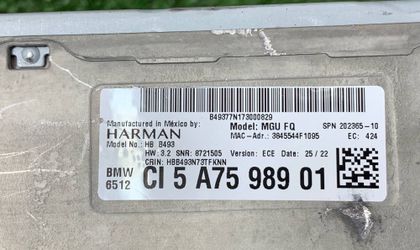 B49377N173000829
Manufactured in México by:
HARMAN
Model: MGU FQ
SPN 202365-10
MAC-Adr.: 3845544F1095
EC: 424
Model No: HB B493
HW: 3.2 SNR: 8721505
Version: ECE Datum: 25/22
CRIN: HBB493N73TFKNN
BMW
6512
CI 5 A75 989 01